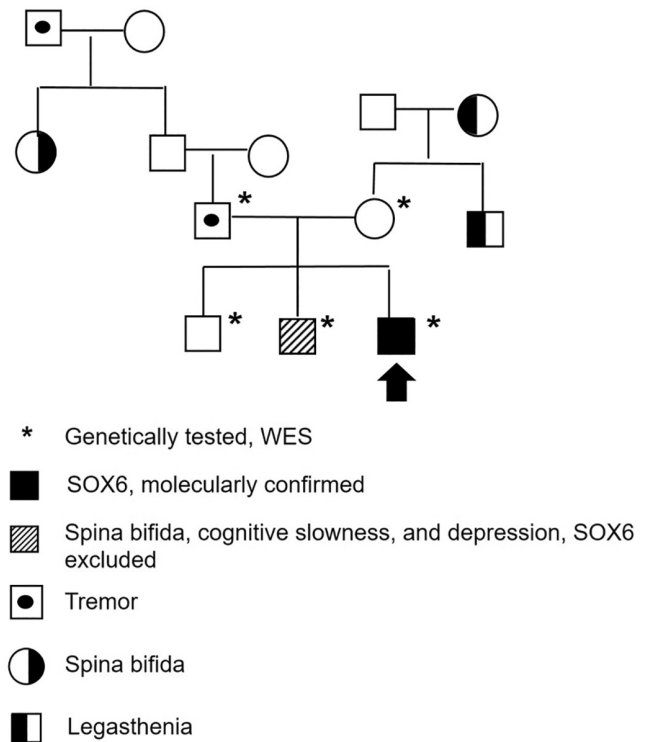 *
*
*
*
*
* Genetically tested, WES
SOX6, molecularly confirmed
Spina bifida, cognitive slowness, and depression, SOX6
excluded
Tremor
Spina bifida
Legasthenia